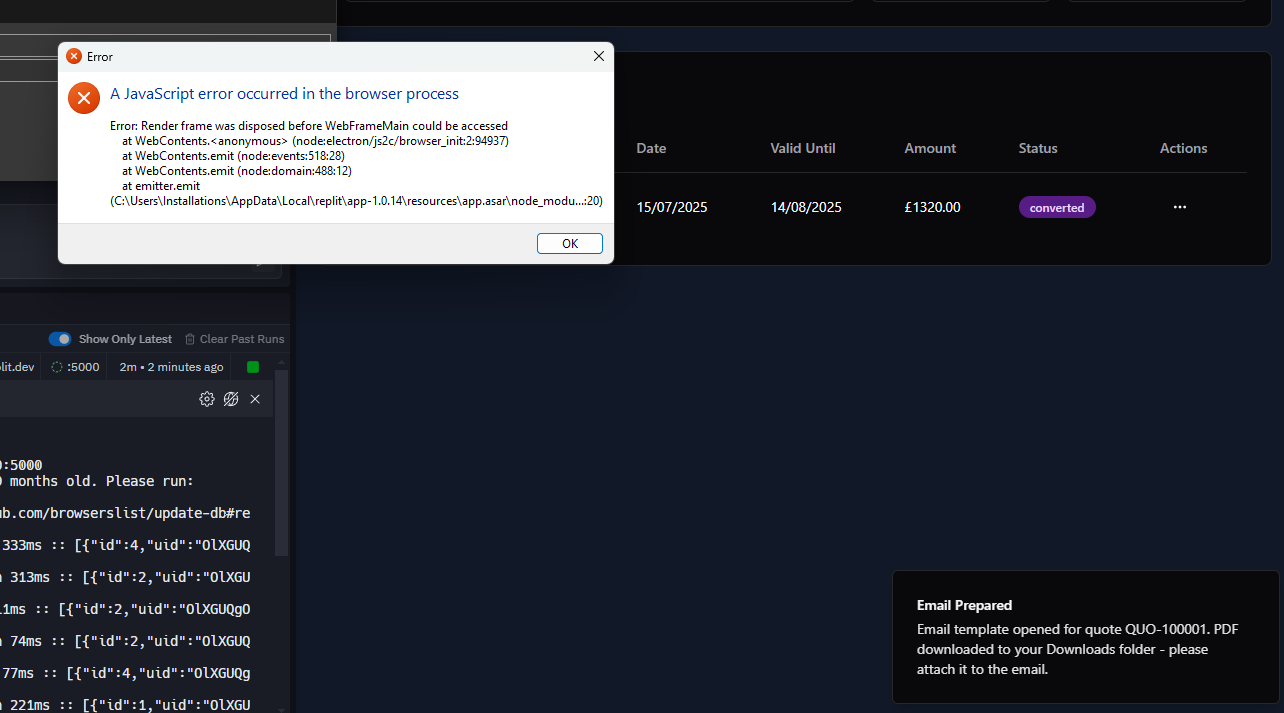 Error
A JavaScript error occurred in the browser process
Error: Render frame was disposed before WebFrameMain could be accessed
at WebContents.<anonymous> (node:electron/js2c/browser_init:2:94937)
at WebContents.emit (node:events:518:28)
at WebContents.emit (node:domain:488:12)
at emitter.emit
(C:\Users\Installations\AppData\Local\replit\app-1.0.14\resources\app.asar\node_modu...:20)
OK
Date Valid Until Amount Status Actions
15/07/2025 14/08/2025 £1320.00 converted ...
Show Only Latest Clear Past Runs
lit.dev :5000 2m • 2 minutes ago
:5000
months old. Please run:
ub.com/browserslist/update-db#re
333ms :: [{"id":4,"uid":"OlXGUQ
313ms :: [{"id":2,"uid":"OlXGU
1ms :: [{"id":2,"uid":"OlXGUQgO
74ms :: [{"id":2,"uid":"OlXGUQ
77ms :: [{"id":4,"uid":"OlXGUQg
221ms :: [{"id":1,"uid":"OlXGU
Email Prepared
Email template opened for quote QUO-100001. PDF
downloaded to your Downloads folder - please
attach it to the email.